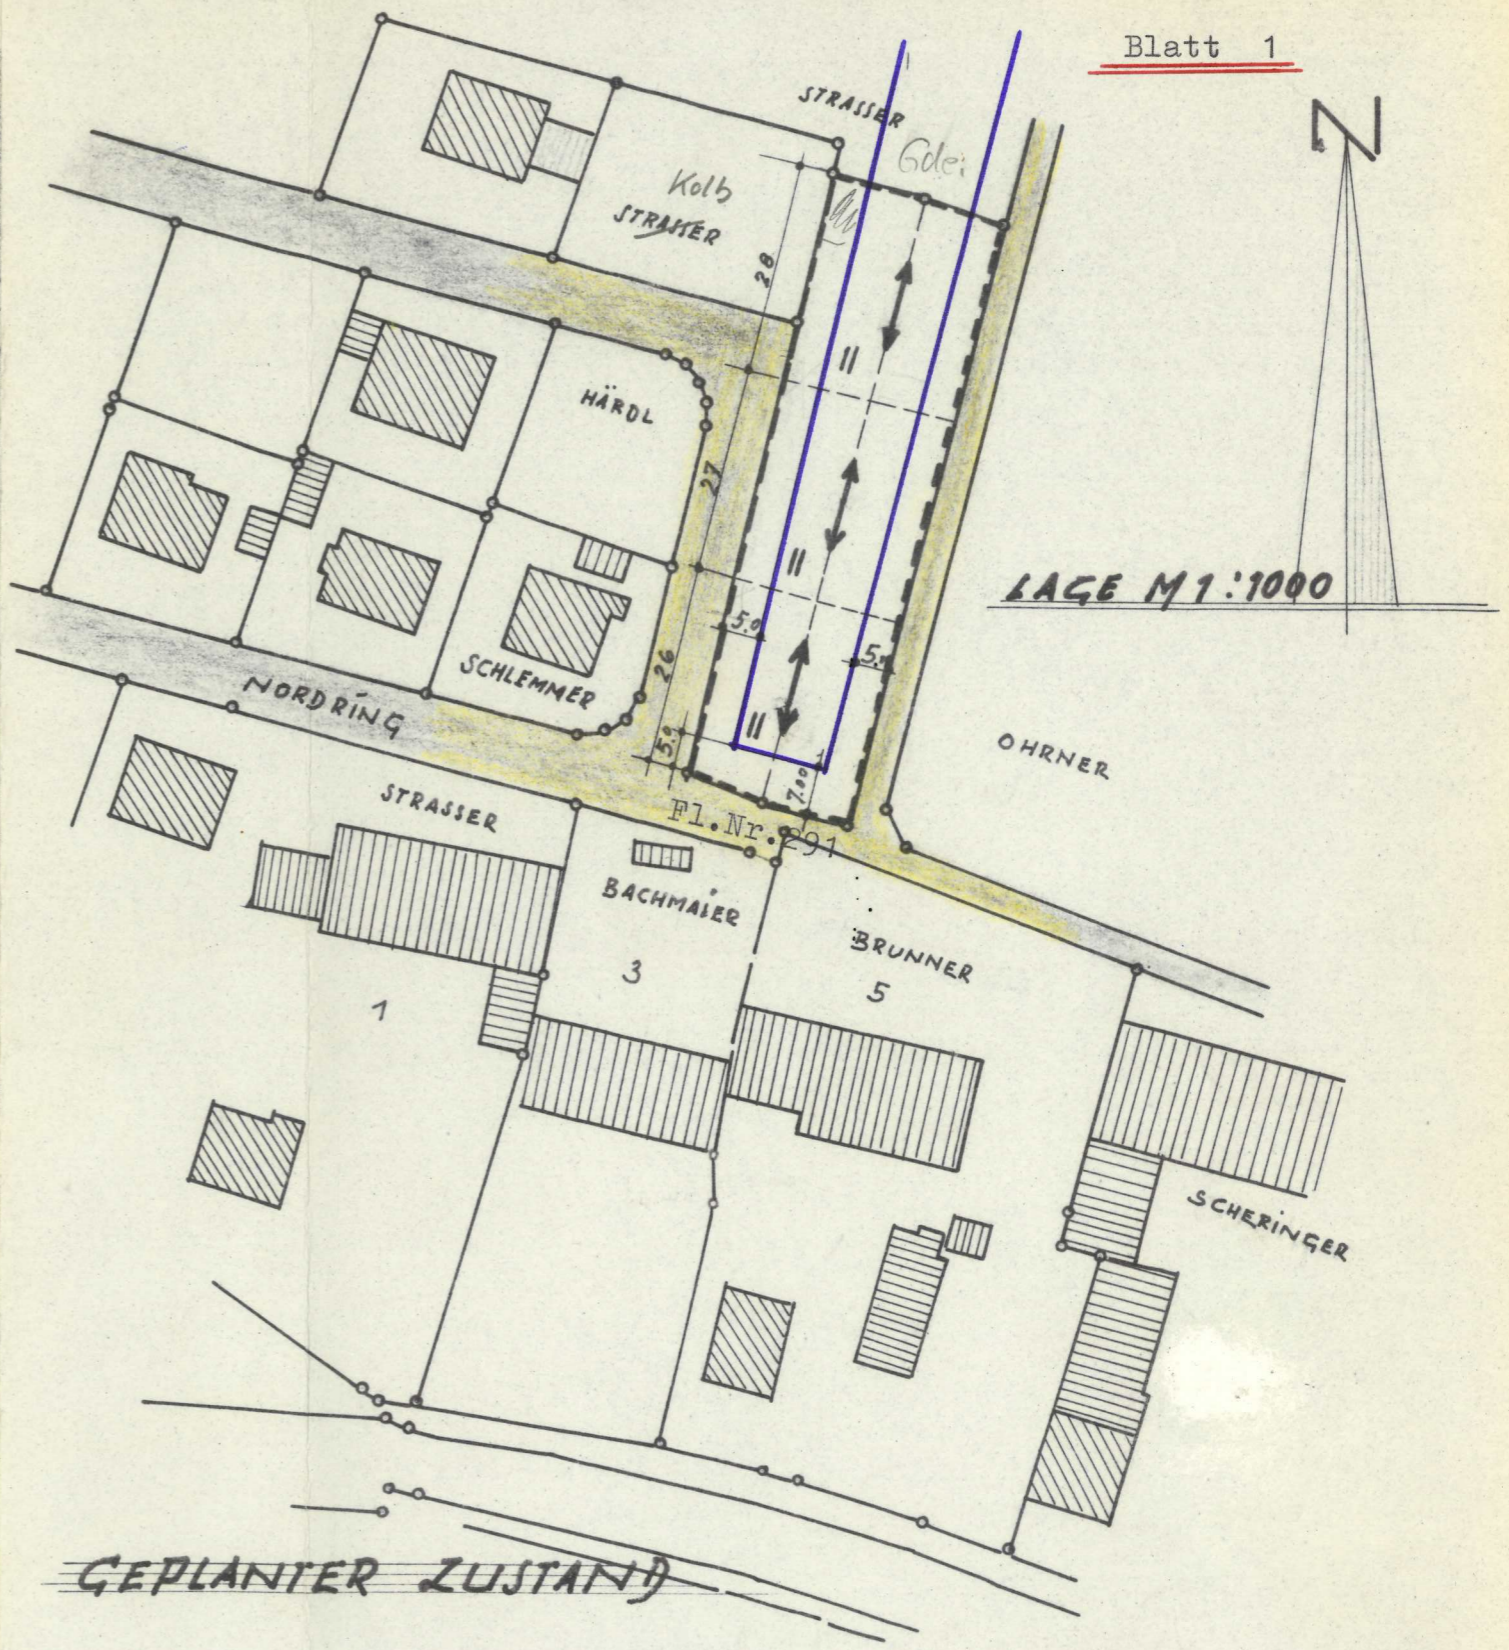 Blatt 1
STRASSER
Gdei
Kolb
STRASSER
28
II
HÄRDL
27
LAGE M 1:1000
II
5.0
5.0
26
SCHLEMMER
NORDRING
II
5.0
7.00
OHRNER
STRASSER
Fl.Nr. 291
BACHMAIER
3
BRUNNER
5
1
SCHERINGER
GEPLANTER ZUSTAND